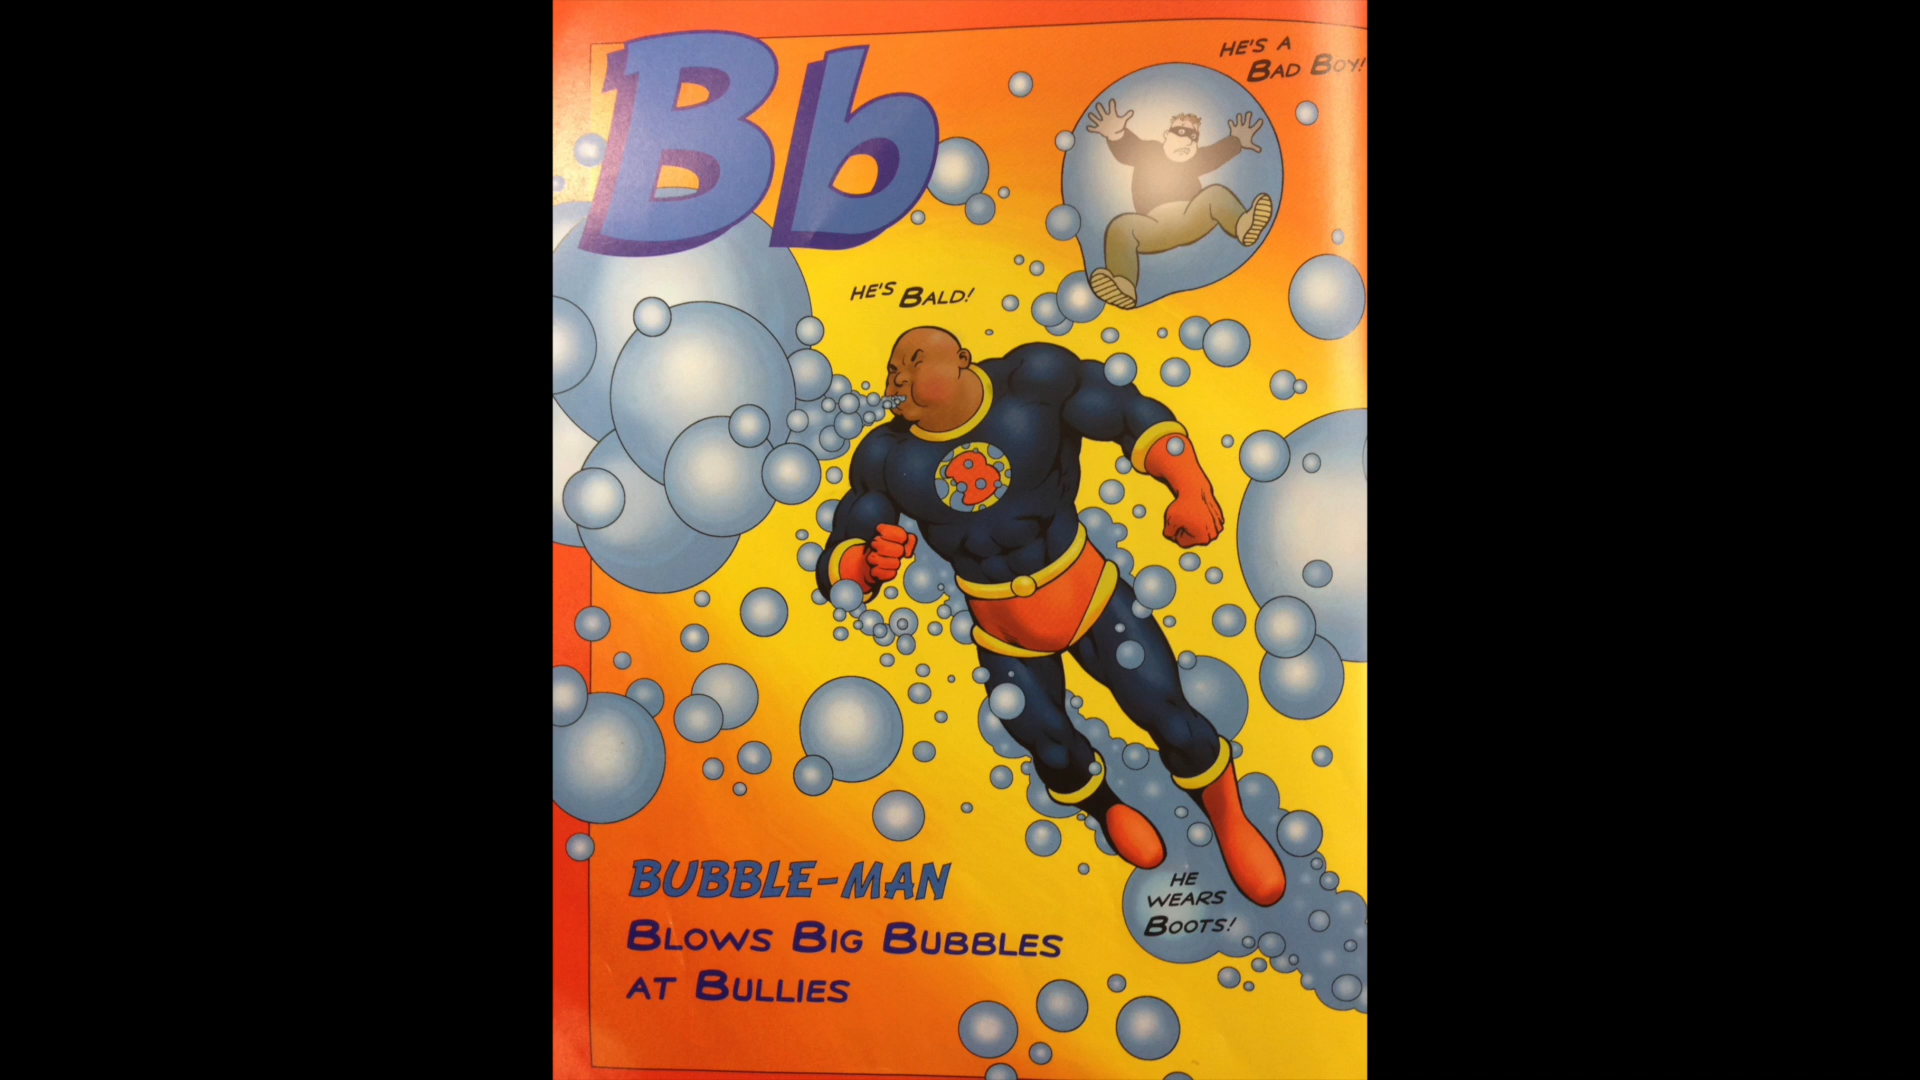 Bb
HE'S A
BAD BOY!
HE'S BALD!
BUBBLE-MAN
BLOWS BIG BUBBLES
AT BULLIES
HE
WEARS
BOOTS!